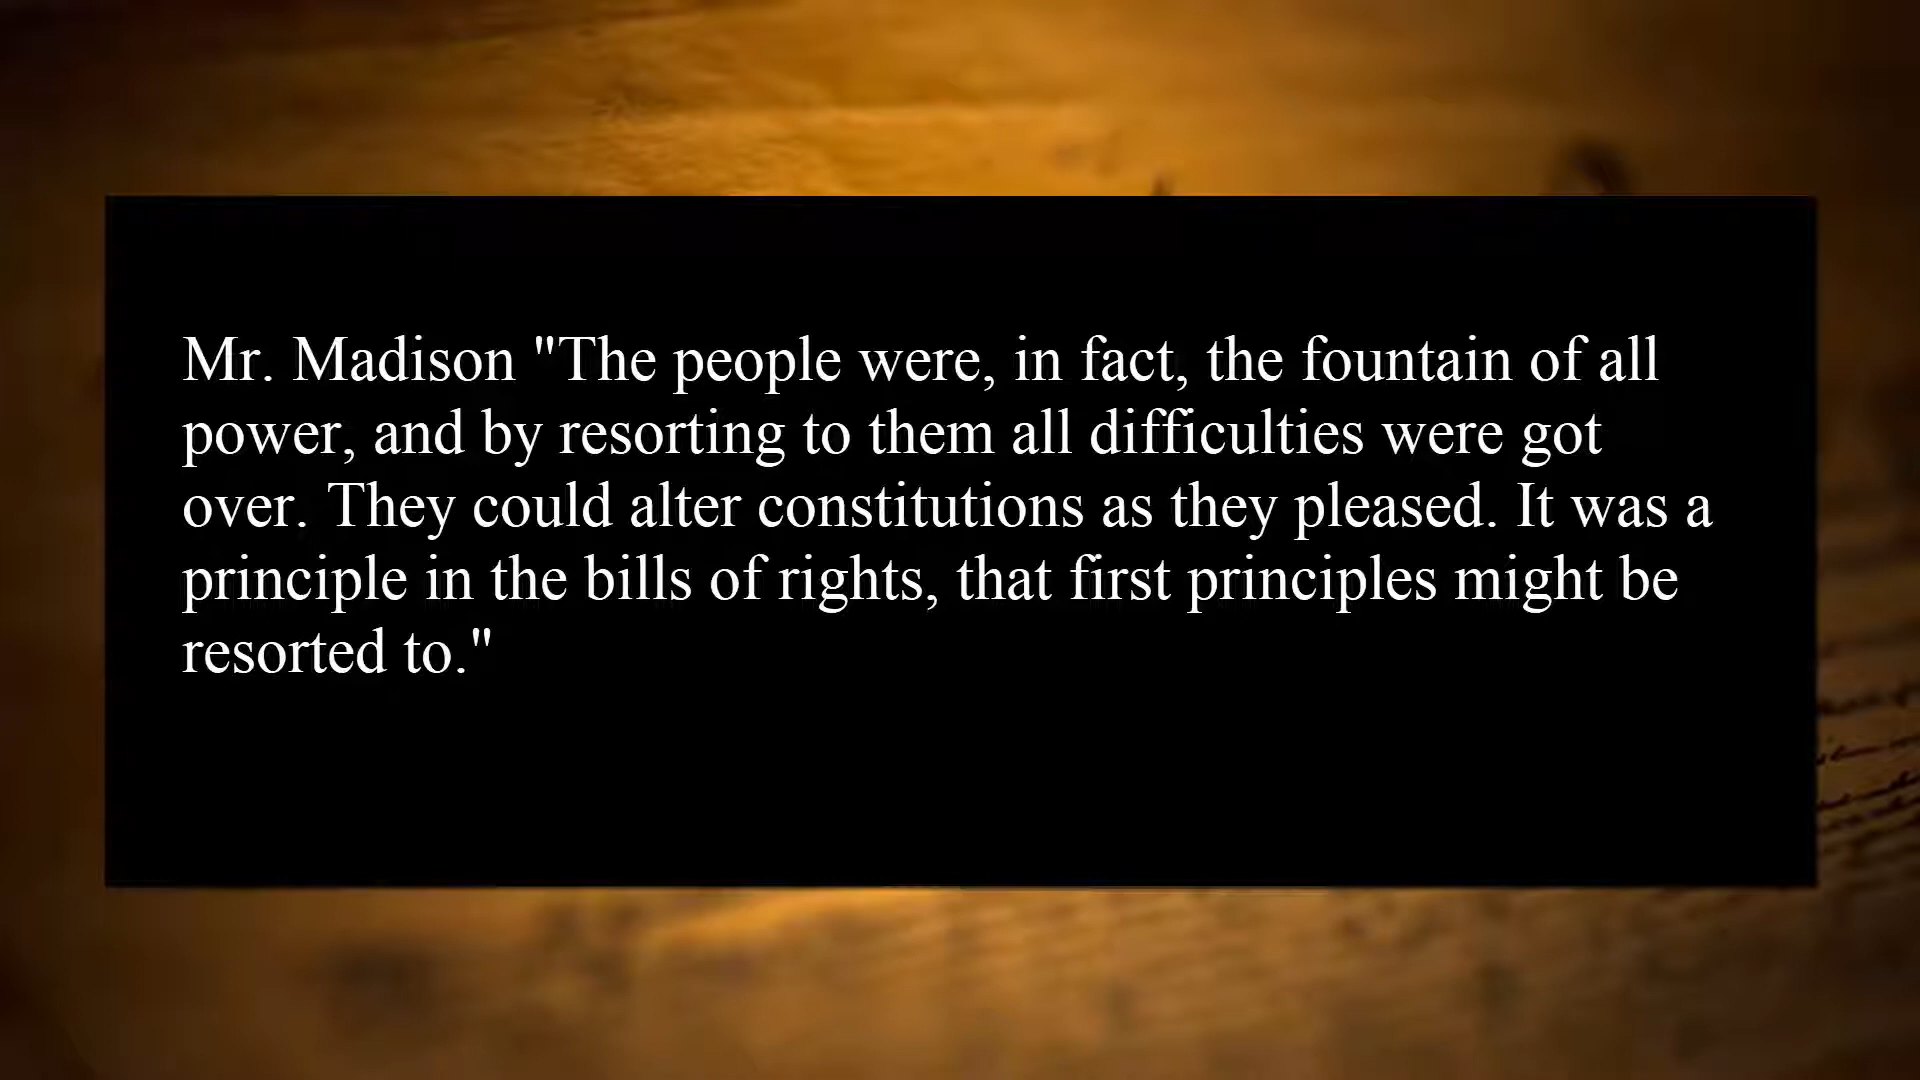 Mr. Madison "The people were, in fact, the fountain of all
power, and by resorting to them all difficulties were got
over. They could alter constitutions as they pleased. It was a
principle in the bills of rights, that first principles might be
resorted to."